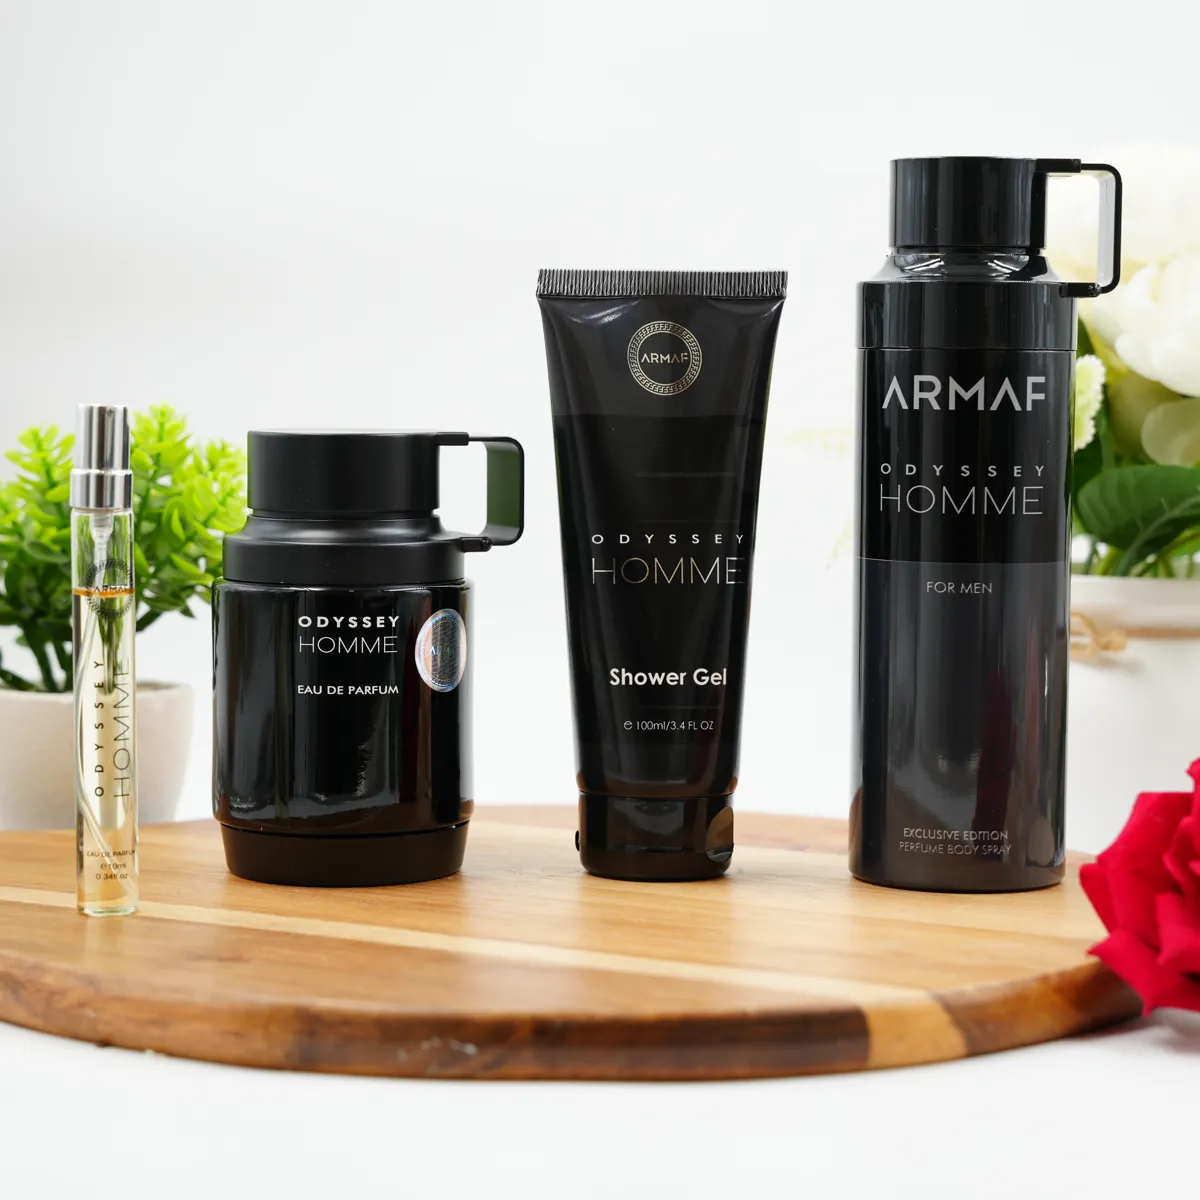 ARMAF
ODYSSEY
HOMME
EAU DE PARFUM
℮10ml
0.34fl oz
ODYSSEY
HOMME
EAU DE PARFUM
ARMAF
ODYSSEY
HOMME
Shower Gel
℮ 100ml/3.4 FL OZ
ARMAF
ODYSSEY
HOMME
FOR MEN
EXCLUSIVE EDITION
PERFUME BODY SPRAY